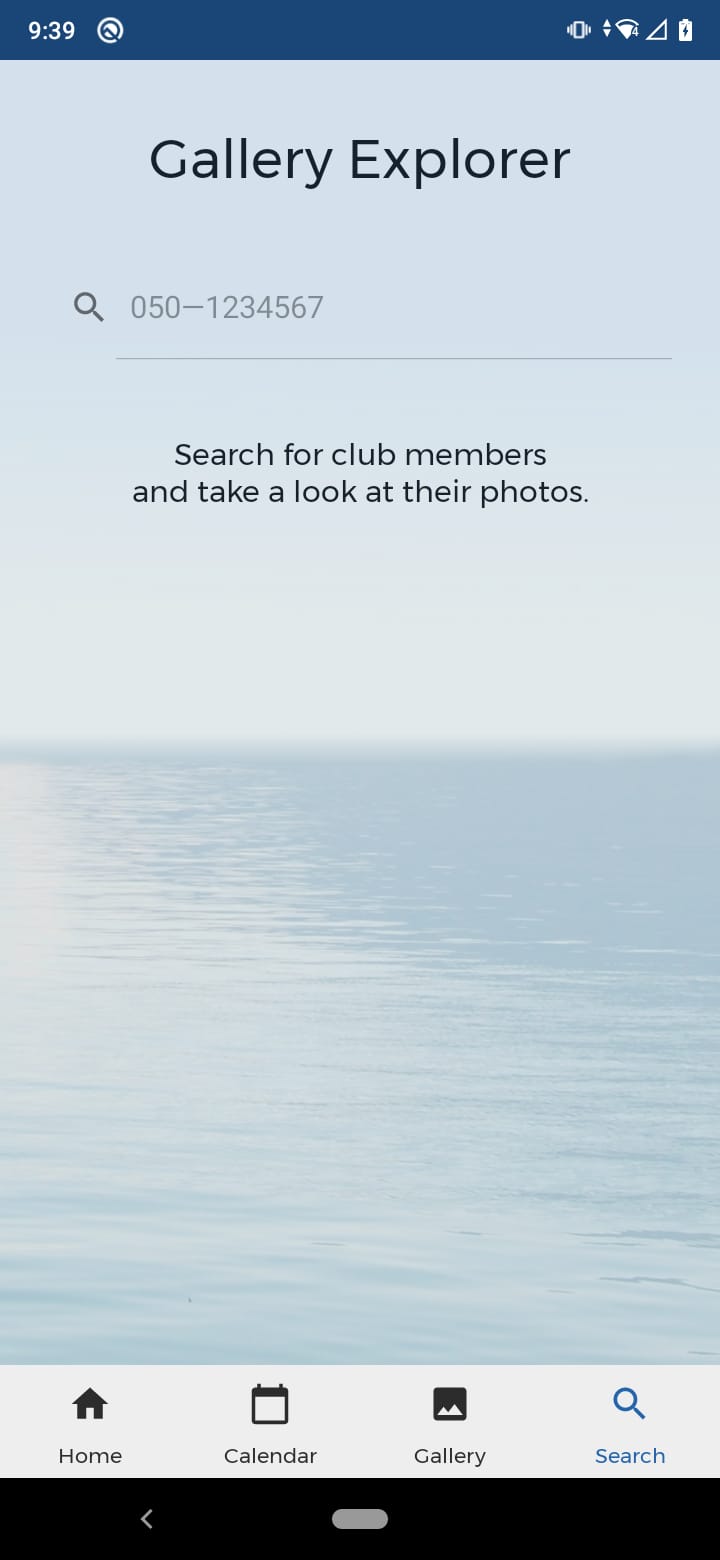 9:39
Gallery Explorer
050—1234567
Search for club members
and take a look at their photos.
Home Calendar Gallery Search